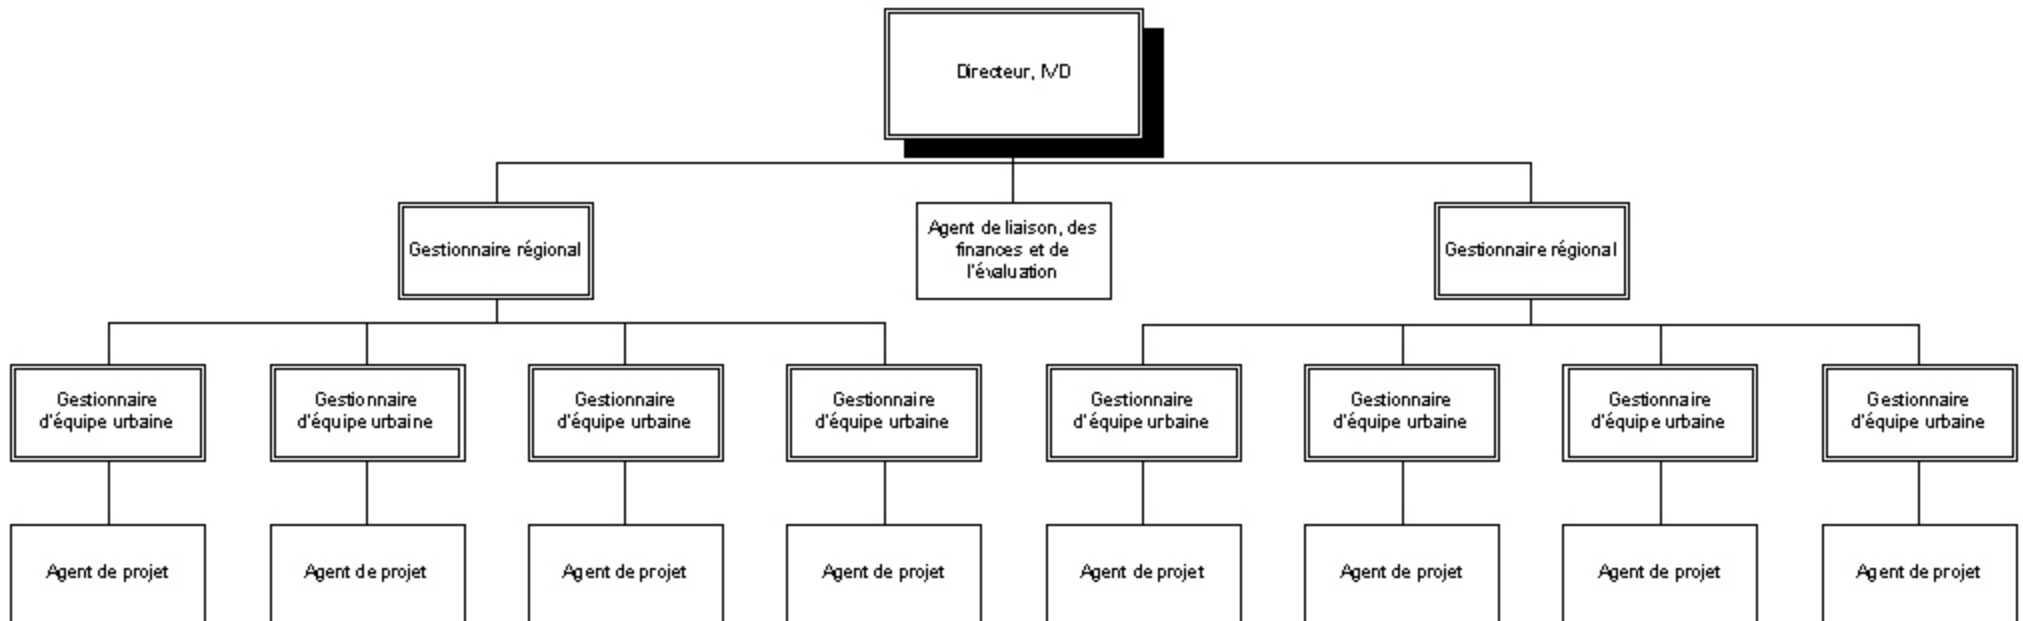 Directeur, IVD
Gestionnaire régional
Agent de liaison, des
finances et de
l'évaluation
Gestionnaire régional
Gestionnaire
d'équipe urbaine
Gestionnaire
d'équipe urbaine
Gestionnaire
d'équipe urbaine
Gestionnaire
d'équipe urbaine
Gestionnaire
d'équipe urbaine
Gestionnaire
d'équipe urbaine
Gestionnaire
d'équipe urbaine
Gestionnaire
d'équipe urbaine
Agent de projet
Agent de projet
Agent de projet
Agent de projet
Agent de projet
Agent de projet
Agent de projet
Agent de projet